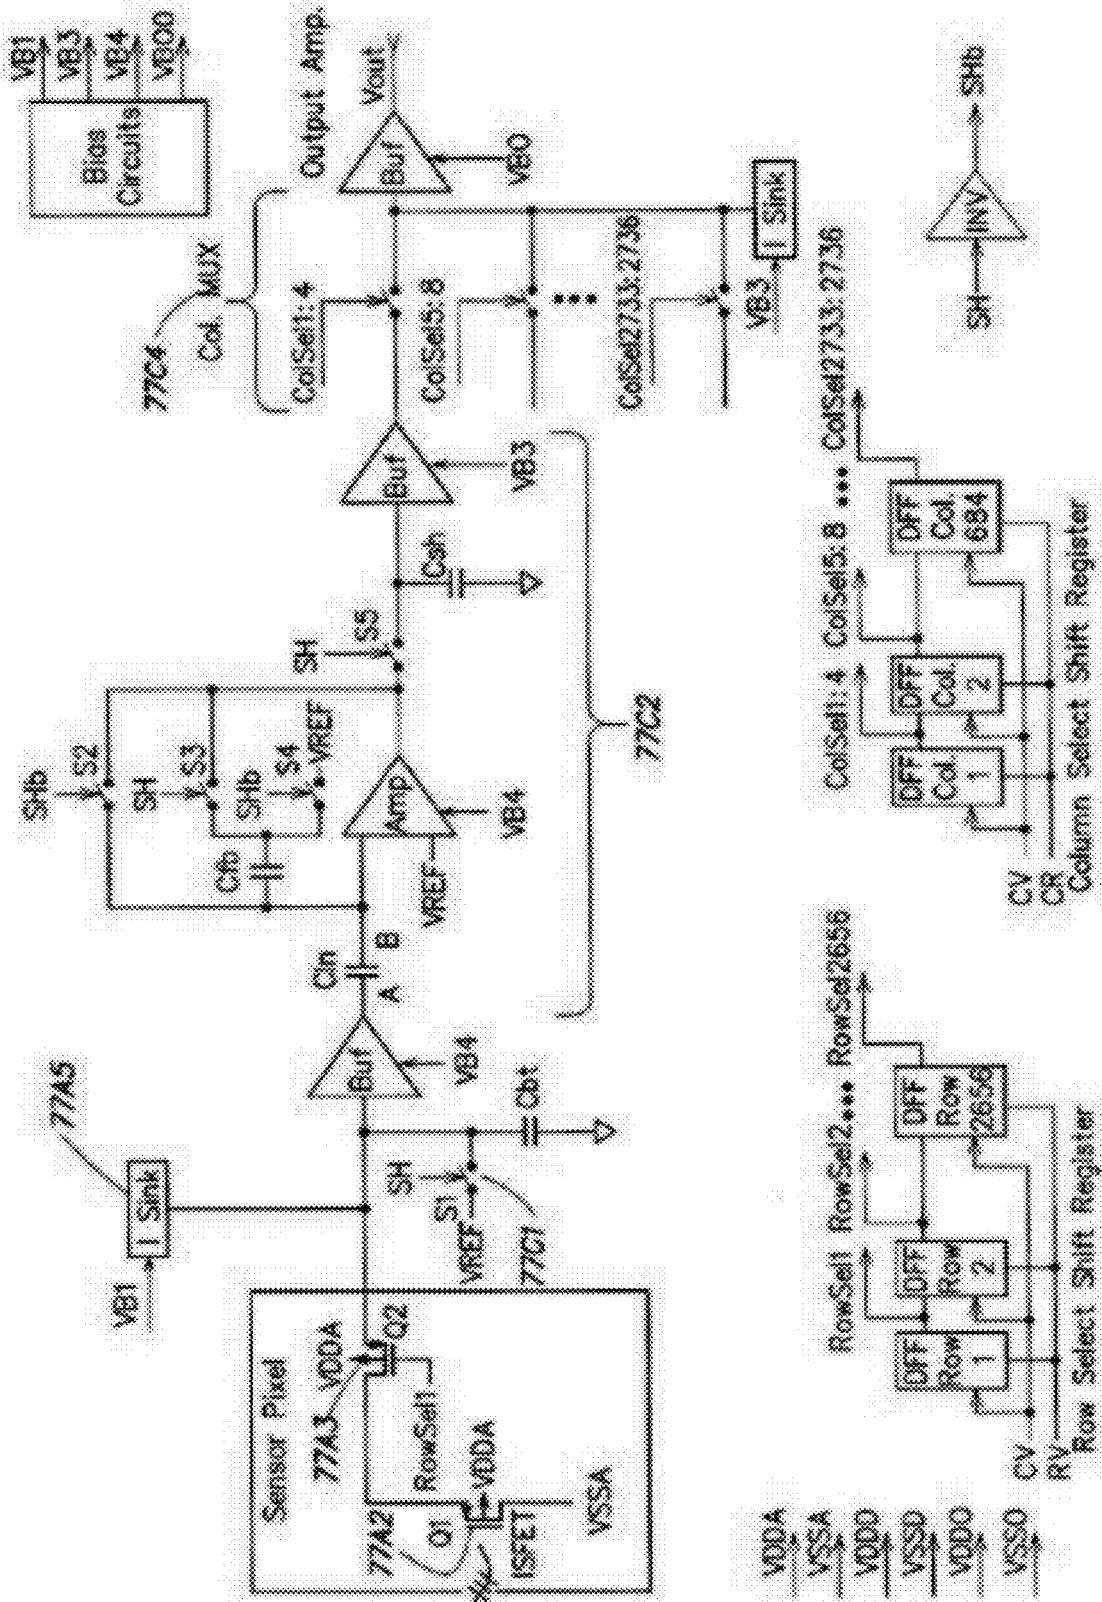 Bias
Circuits
VB1
VB3
VB4
VBO0
VB1
I Sink
77A5
Sensor Pixel
77A3
VDDA
Q2
RowSel1
77A2
Q1
VDDA
ISFET
VSSA
SH
S1
VREF
77C1
Cbt
Buf
VB4
A
Cin
B
SHb
S2
SH
S3
SHb
S4
VREF
Cfb
Amp
VREF
VB4
SH
S5
Csh
Buf
VB3
77C2
77C4
Col. MUX
ColSel1:4
ColSel5:8
ColSel2733:2736
VB3
I Sink
Output Amp.
Buf
Vout
VBO
VDDA
VSSA
VDDD
VSSD
VDDO
VSSO
RowSel1 RowSel2... RowSel2656
DFF
Row
1
DFF
Row
2
DFF
Row
2656
CV
RV
Row Select Shift Register
ColSel1:4 ColSel5:8 ... ColSel2733:2736
DFF
Col.
1
DFF
Col.
2
DFF
Col.
684
CV
CR
Column Select Shift Register
SH
INV
SHb